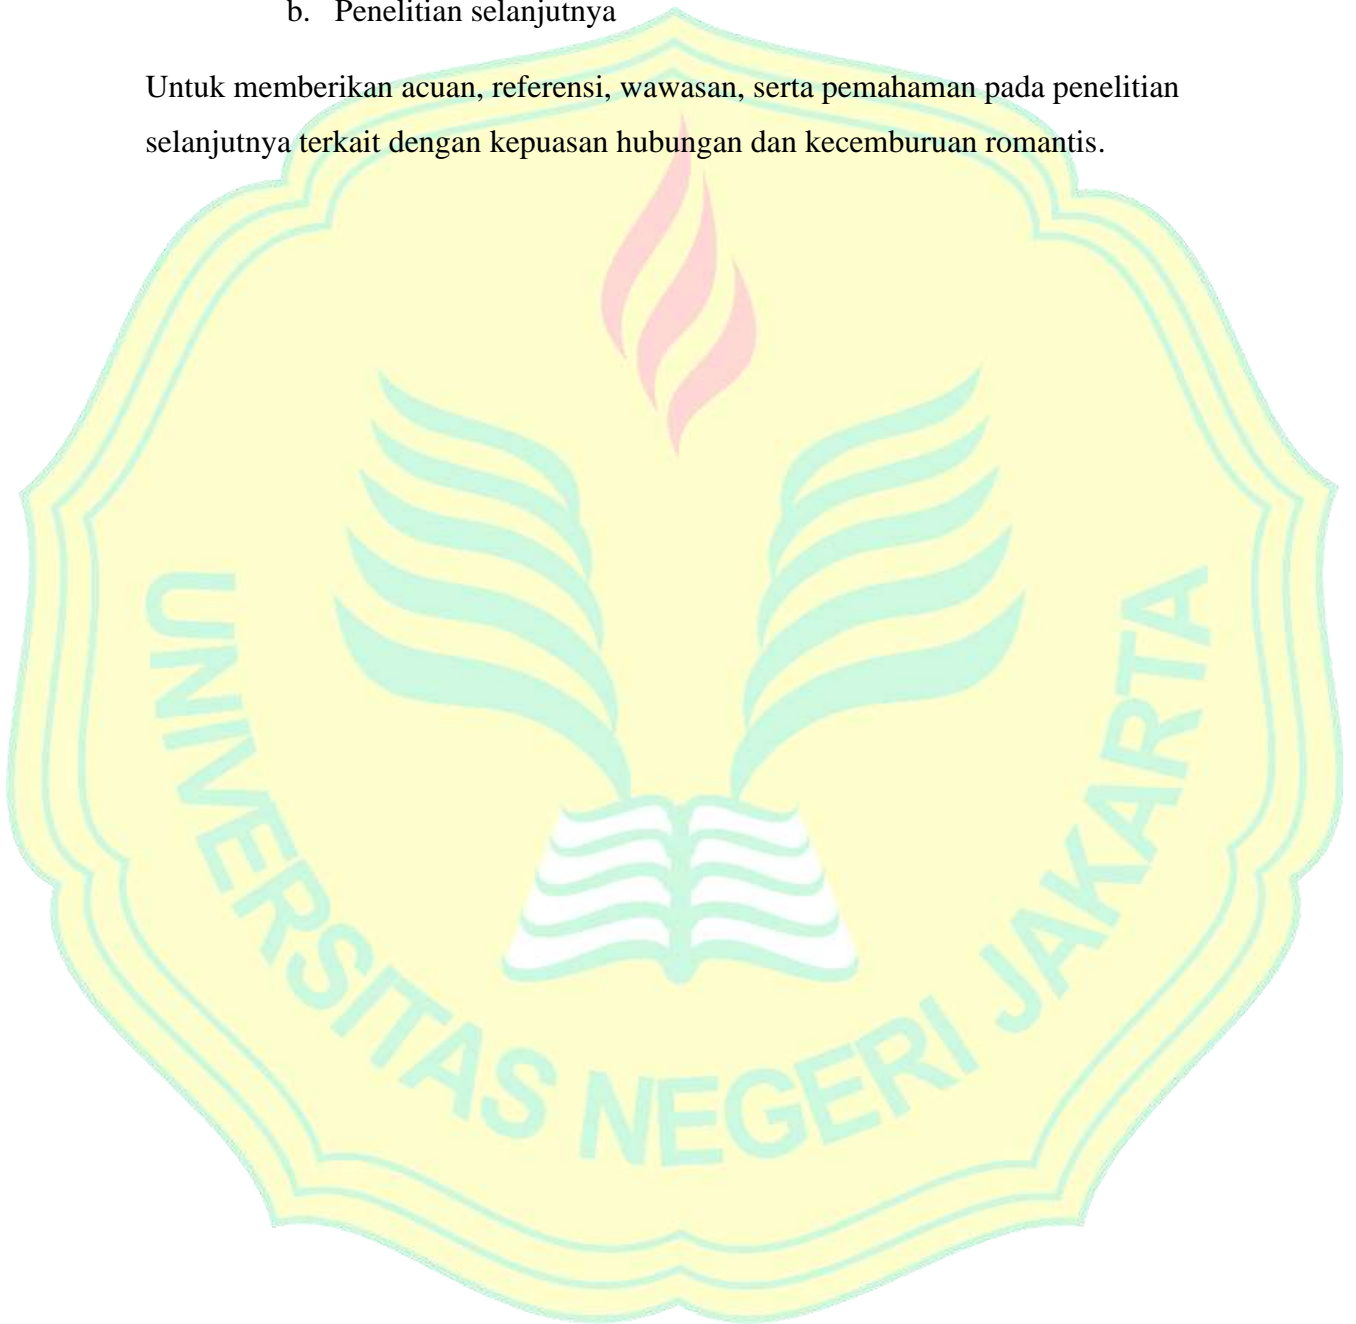 b. Penelitian selanjutnya
Untuk memberikan acuan, referensi, wawasan, serta pemahaman pada penelitian
selanjutnya terkait dengan kepuasan hubungan dan kecemburuan romantis.
UNIVERSITAS NEGERI JAKARTA